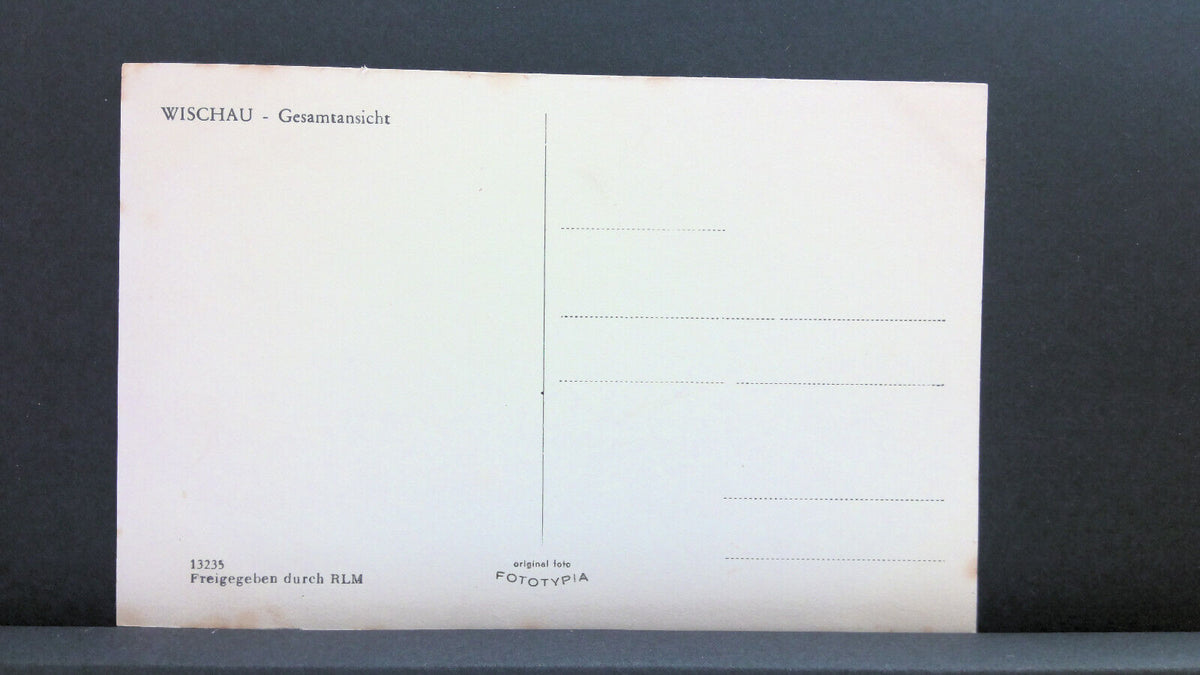 WISCHAU - Gesamtansicht
13235
Freigegeben durch RLM
original foto
FOTOTYPIA